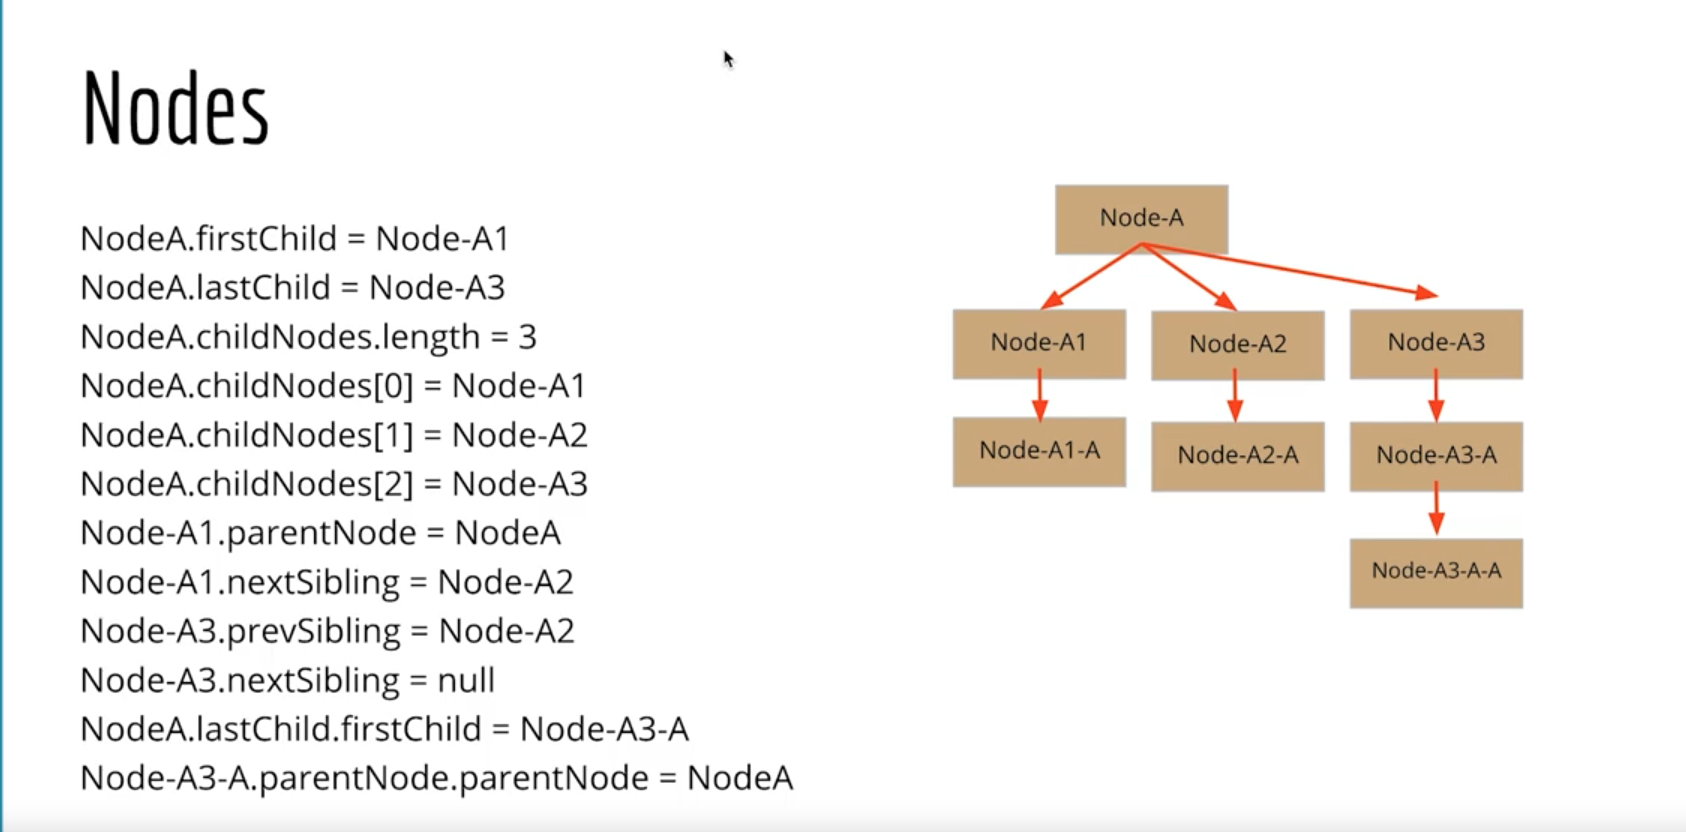 Nodes
NodeA.firstChild = Node-A1
NodeA.lastChild = Node-A3
NodeA.childNodes.length = 3
NodeA.childNodes[0] = Node-A1
NodeA.childNodes[1] = Node-A2
NodeA.childNodes[2] = Node-A3
Node-A1.parentNode = NodeA
Node-A1.nextSibling = Node-A2
Node-A3.prevSibling = Node-A2
Node-A3.nextSibling = null
NodeA.lastChild.firstChild = Node-A3-A
Node-A3-A.parentNode.parentNode = NodeA
Node-A
Node-A1
Node-A2
Node-A3
Node-A1-A
Node-A2-A
Node-A3-A
Node-A3-A-A